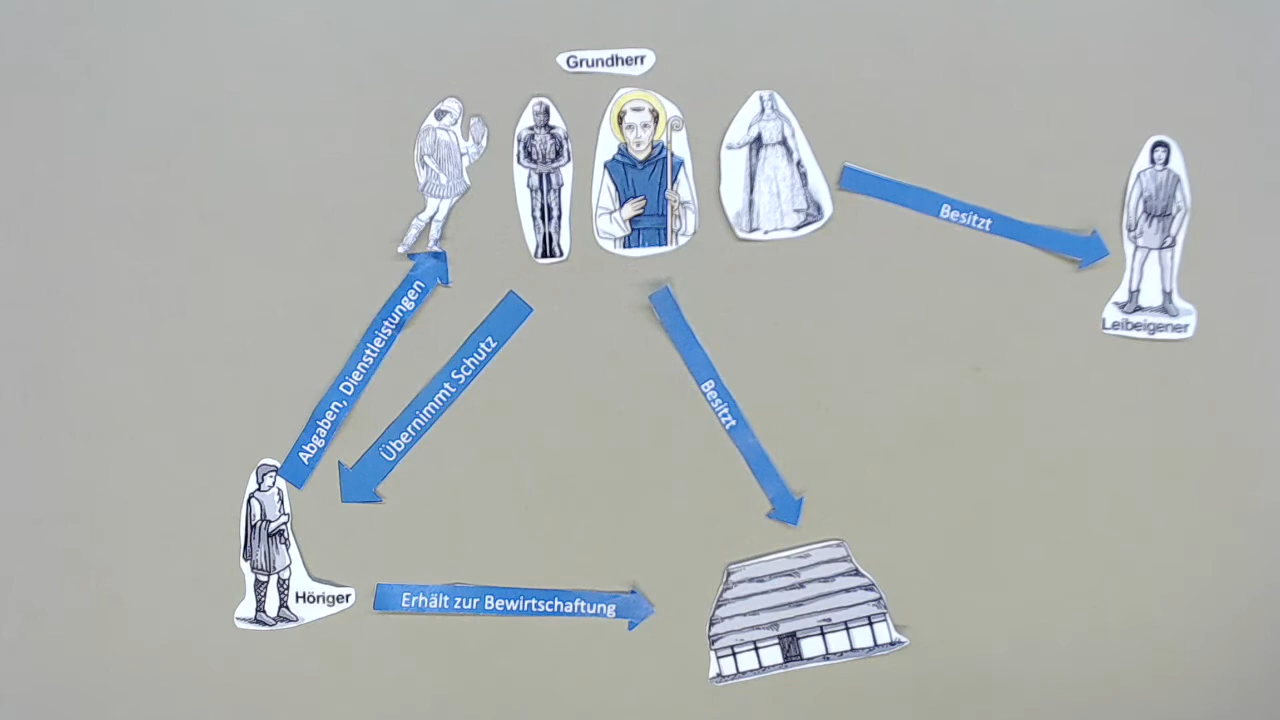 Grundherr
Besitzt
Leibeigener
Abgaben, Dienstleistungen
Übernimmt Schutz
Besitzt
Höriger
Erhält zur Bewirtschaftung